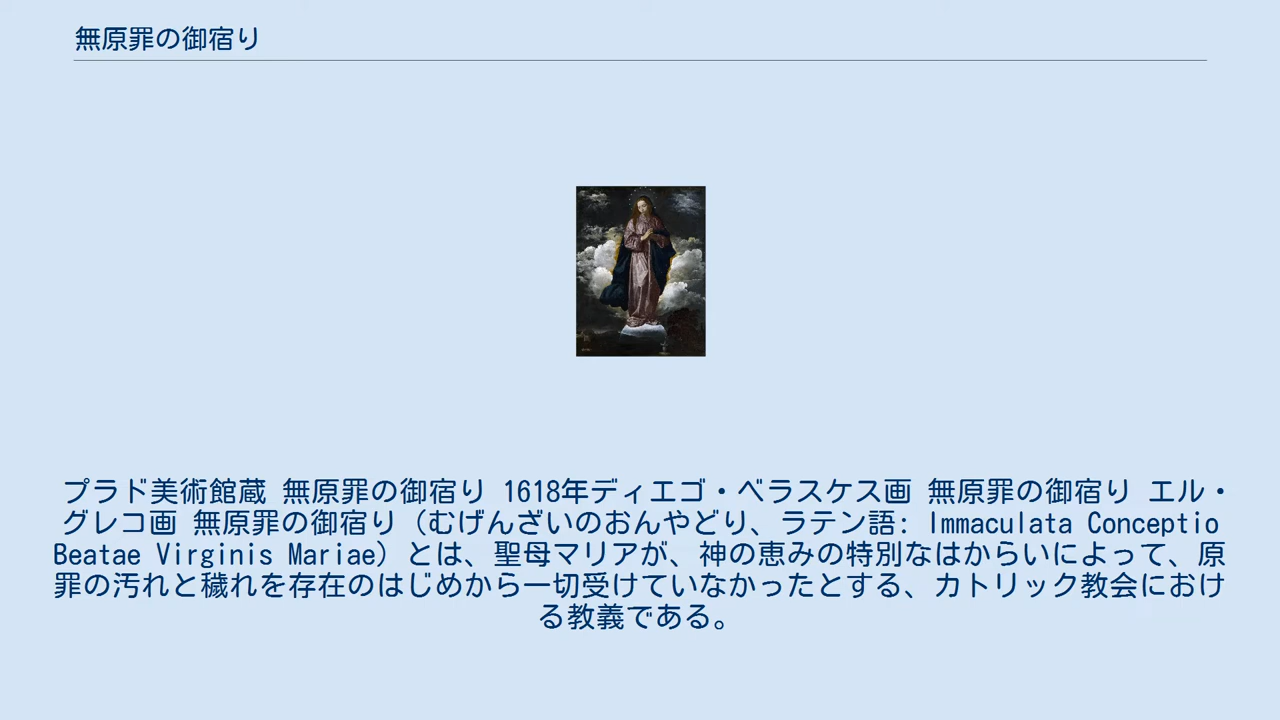 無原罪の御宿り
プラド美術館蔵 無原罪の御宿り 1618年ディエゴ・ベラスケス画 無原罪の御宿り エル・
グレコ画 無原罪の御宿り（むげんざいのおんやどり、ラテン語: Immaculata Conceptio
Beatae Virginis Mariae）とは、聖母マリアが、神の恵みの特別なはからいによって、原
罪の汚れと穢れを存在のはじめから一切受けていなかったとする、カトリック教会におけ
る教義である。